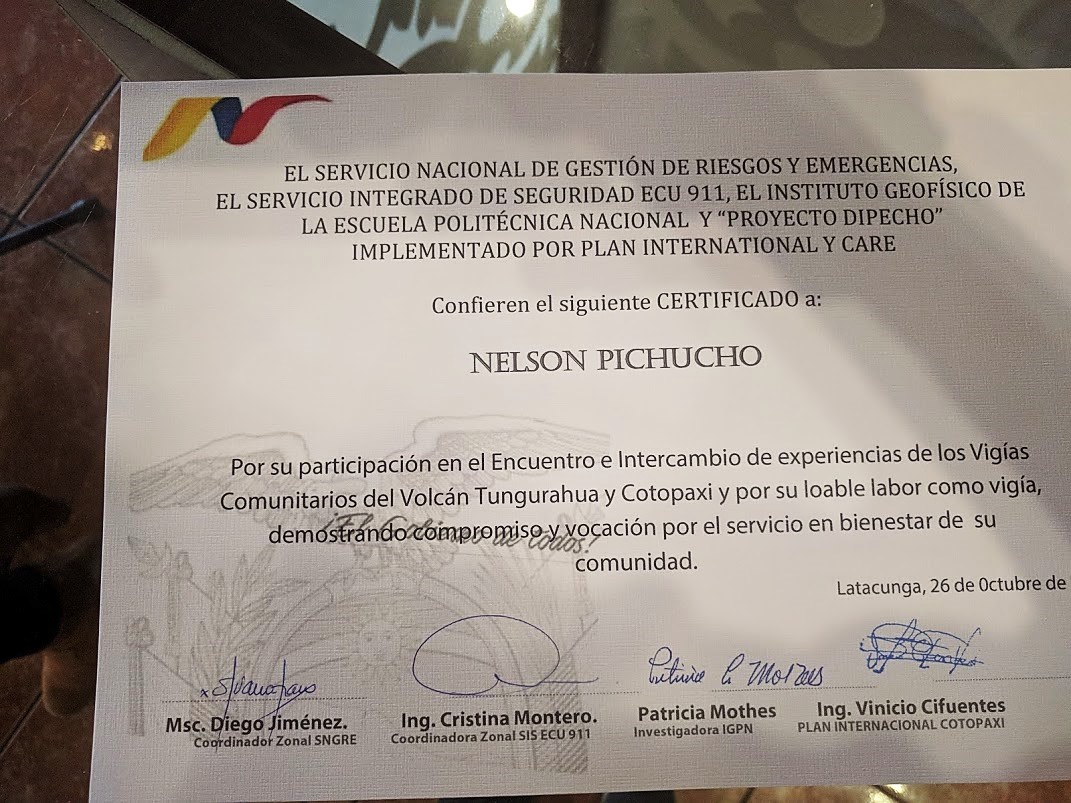 EL SERVICIO NACIONAL DE GESTIÓN DE RIESGOS Y EMERGENCIAS,
EL SERVICIO INTEGRADO DE SEGURIDAD ECU 911, EL INSTITUTO GEOFÍSICO DE
LA ESCUELA POLITÉCNICA NACIONAL Y “PROYECTO DIPECHO”
IMPLEMENTADO POR PLAN INTERNATIONAL Y CARE
Confieren el siguiente CERTIFICADO a:
NELSON PICHUCHO
Por su participación en el Encuentro e Intercambio de experiencias de los Vigías
Comunitarios del Volcán Tungurahua y Cotopaxi y por su loable labor como vigía,
demostrando compromiso y vocación por el servicio en bienestar de su
¡El Gobierno de todos!
comunidad.
Latacunga, 26 de Octubre de
Msc. Diego Jiménez. Ing. Cristina Montero. Patricia Mothes Ing. Vinicio Cifuentes
Coordinador Zonal SNGRE Coordinadora Zonal SIS ECU 911 Investigadora IGPN PLAN INTERNACIONAL COTOPAXI